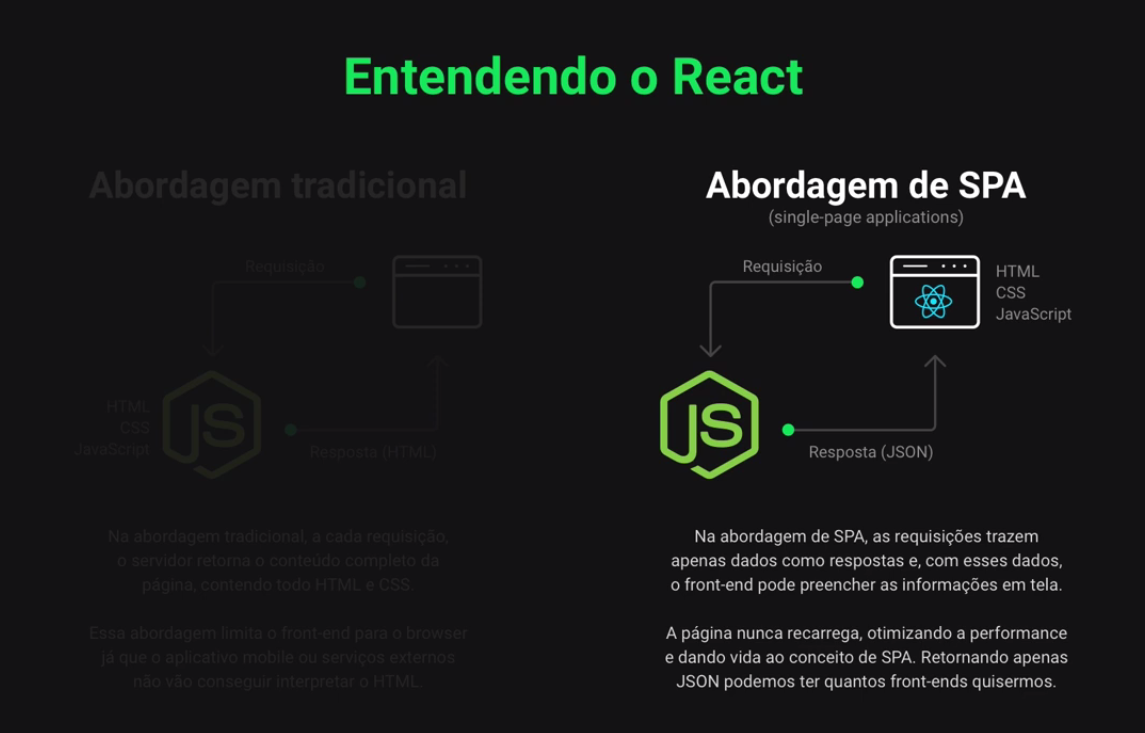 Entendendo o React
Abordagem tradicional
Requisição
HTML
CSS
JavaScript
JS
Resposta (HTML)
Na abordagem tradicional, a cada requisição,
o servidor retorna o conteúdo completo da
página, contendo todo HTML e CSS.
Essa abordagem limita o front-end para o browser
já que o aplicativo mobile ou serviços externos
não vão conseguir interpretar o HTML.
Abordagem de SPA
(single-page applications)
Requisição
HTML
CSS
JavaScript
JS
Resposta (JSON)
Na abordagem de SPA, as requisições trazem
apenas dados como respostas e, com esses dados,
o front-end pode preencher as informações em tela.
A página nunca recarrega, otimizando a performance
e dando vida ao conceito de SPA. Retornando apenas
JSON podemos ter quantos front-ends quisermos.